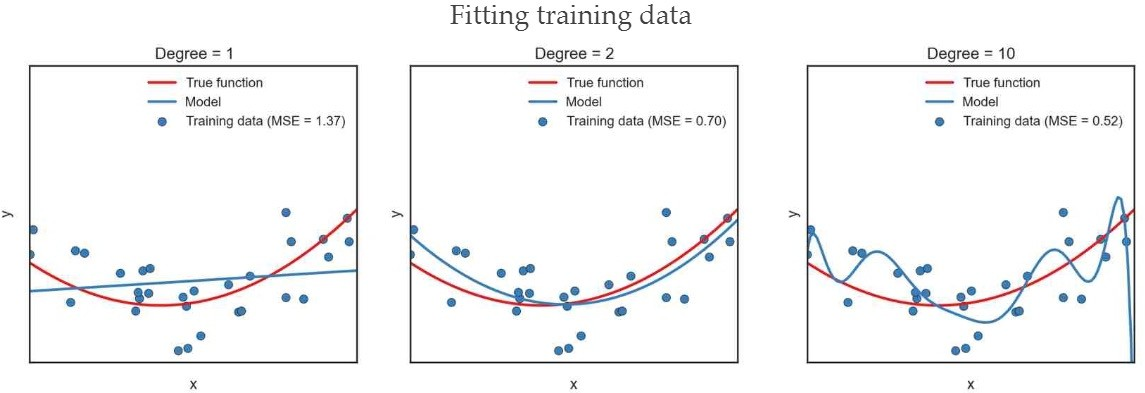 Fitting training data
Degree = 1
True function
Model
Training data (MSE = 1.37)
y
x
Degree = 2
True function
Model
Training data (MSE = 0.70)
y
x
Degree = 10
True function
Model
Training data (MSE = 0.52)
y
x